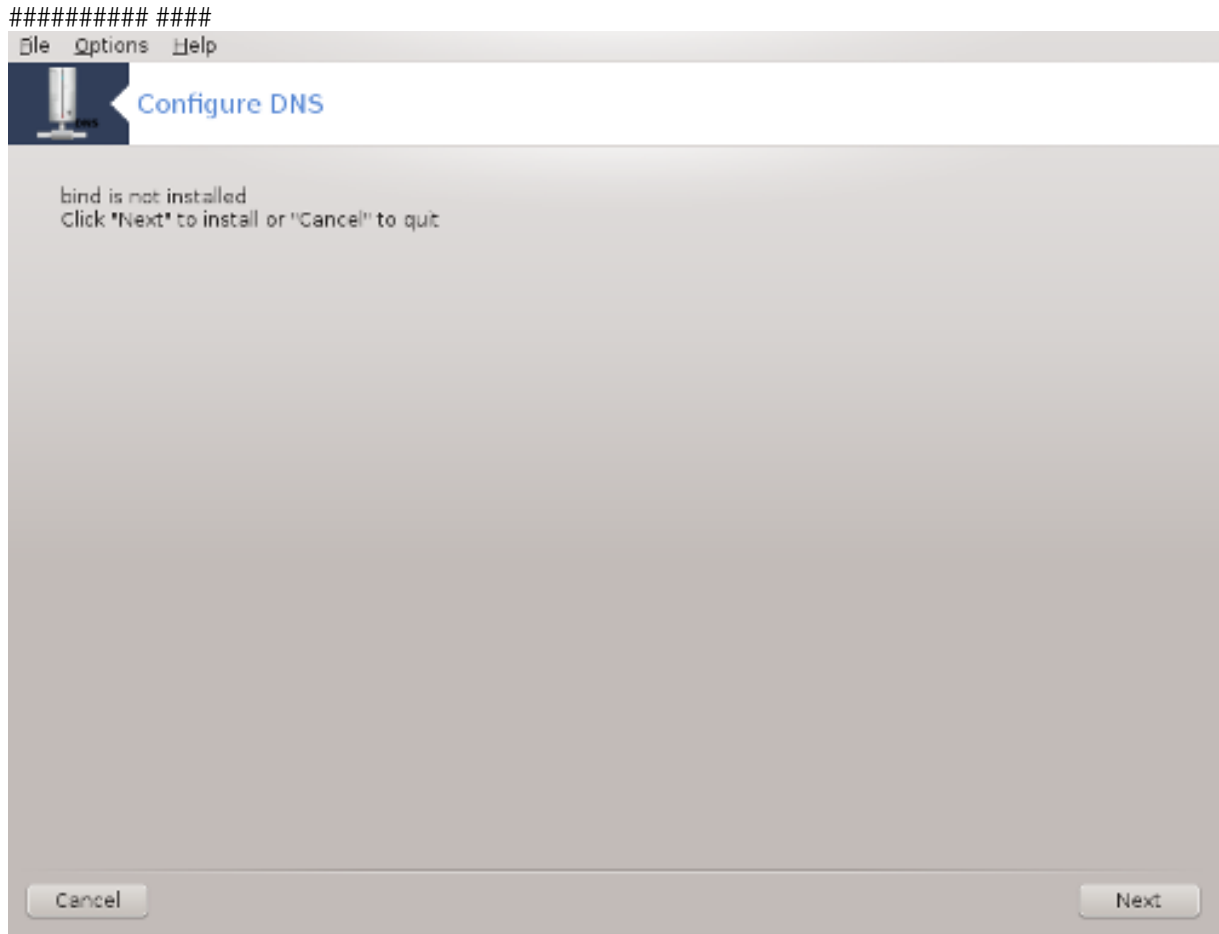 ########## ####
File Options Help
DNS
Configure DNS
bind is not installed
Click "Next" to install or "Cancel" to quit
Cancel
Next